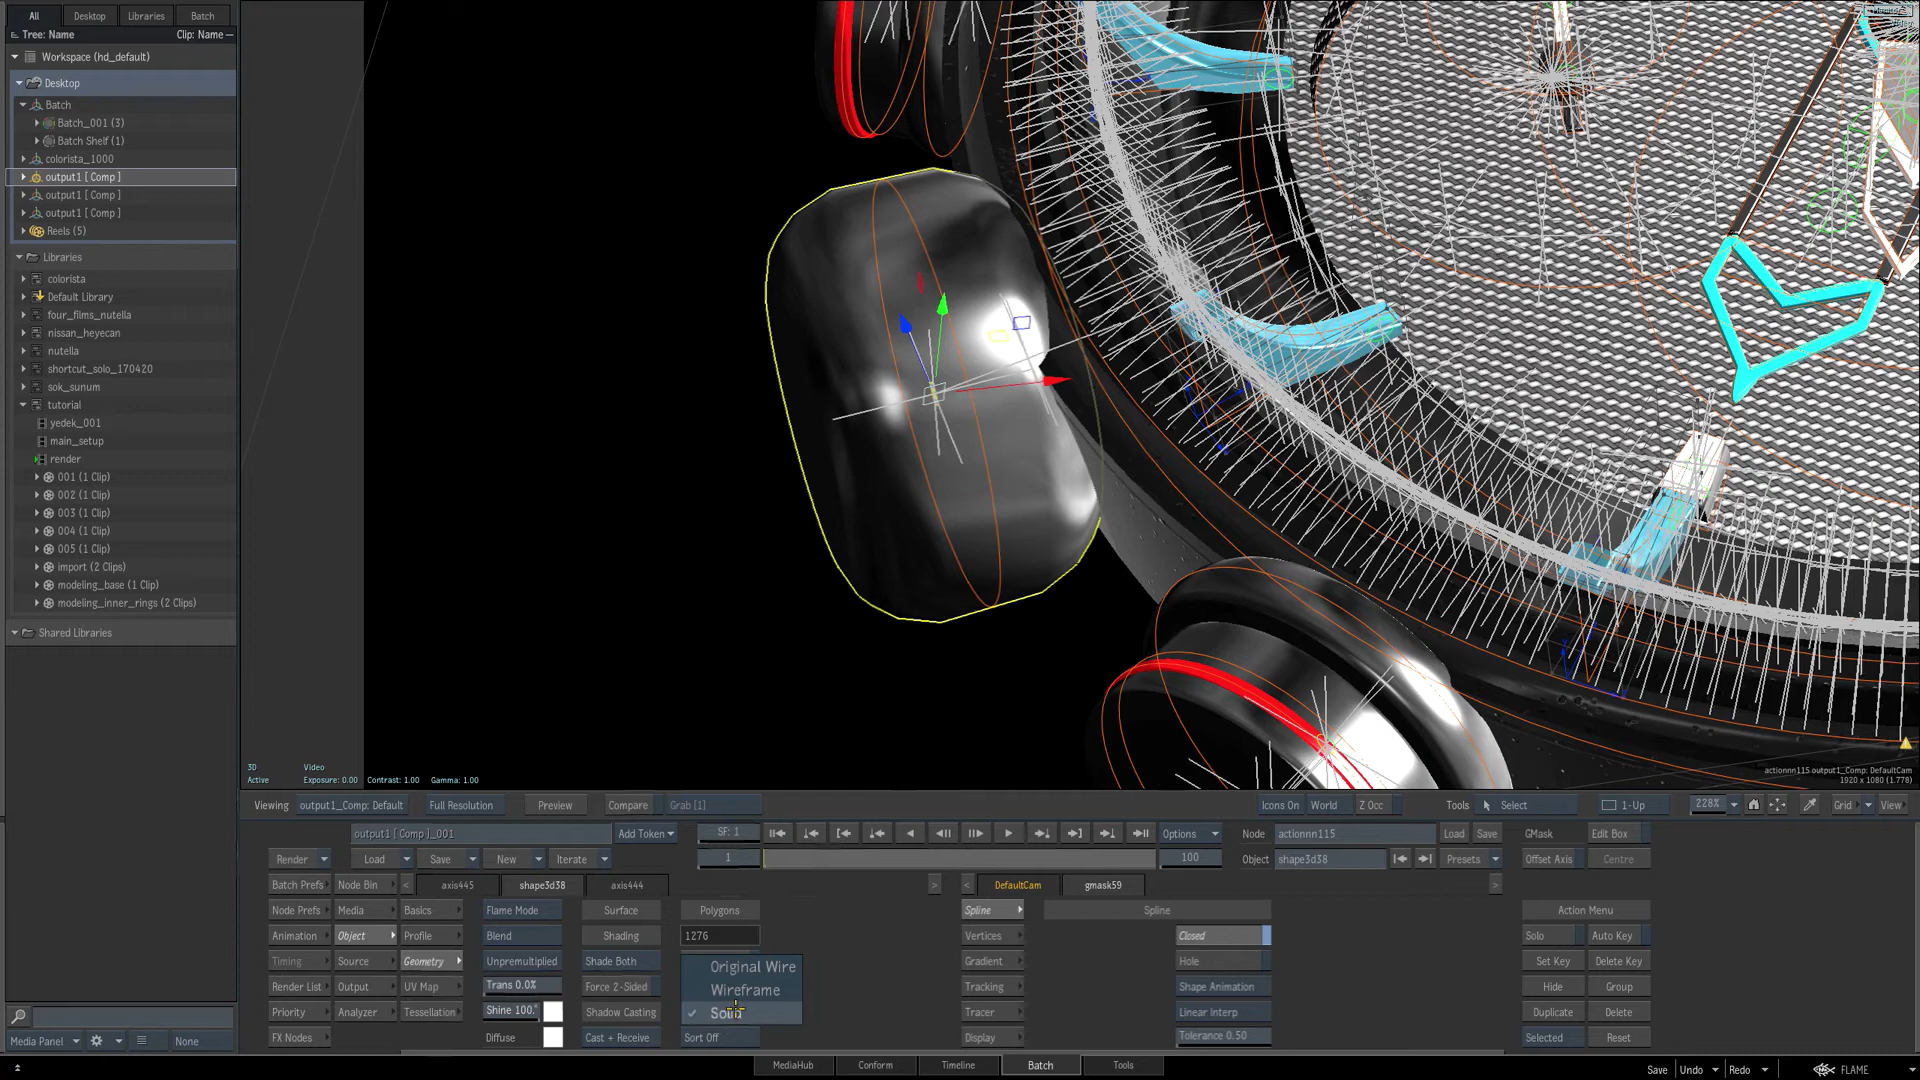 All
Desktop
Libraries
Batch
Tree: Name
Clip: Name
Workspace (hd_default)
Desktop
Batch
Batch_001 (3)
Batch Shelf (1)
colorista_1000
output1 [ Comp ]
output1 [ Comp ]
output1 [ Comp ]
Reels (5)
Libraries
colorista
Default Library
four_films_nutella
nissan_heyecan
nutella
shortcut_solo_170420
sok_sunum
tutorial
yedek_001
main_setup
render
001 (1 Clip)
002 (1 Clip)
003 (1 Clip)
004 (1 Clip)
005 (1 Clip)
import (2 Clips)
modeling_base (1 Clip)
modeling_inner_rings (2 Clips)
Shared Libraries
Media Panel
None
3D
Active
Video
Exposure: 0.00 Contrast: 1.00 Gamma: 1.00
actionnn115 output1_Comp: DefaultCam
1920 x 1080 (1.778)
Viewing
output1_Comp: Default
Full Resolution
Preview
Compare
Grab [1]
Icons On
World
Z Occ
Tools
Select
1-Up
228%
Grid
View
output1 [ Comp ]_001
Add Token
SF: 1
Options
Node
actionnn115
Load
Save
GMask
Edit Box
Render
Load
Save
New
Iterate
1
100
Object
shape3d38
Presets
Offset Axis
Centre
Batch Prefs
Node Bin
<
axis445
shape3d38
axis444
>
<
DefaultCam
gmask59
>
Node Prefs
Media
Basics
Flame Mode
Surface
Polygons
Spline
Spline
Action Menu
Animation
Object
Profile
Blend
Shading
1276
Vertices
Closed
Solo
Auto Key
Timing
Source
Geometry
Unpremultiplied
Shade Both
Original Wire
Gradient
Hole
Set Key
Delete Key
Render List
Output
UV Map
Trans 0.0%
Force 2-Sided
Wireframe
Tracking
Shape Animation
Hide
Group
Priority
Analyzer
Tessellation
Shine 100.
Shadow Casting
Solid
Tracer
Linear Interp
Duplicate
Delete
FX Nodes
Diffuse
Cast + Receive
Sort Off
Display
Tolerance 0.50
Selected
Reset
MediaHub
Conform
Timeline
Batch
Tools
Save
Undo
Redo
FLAME